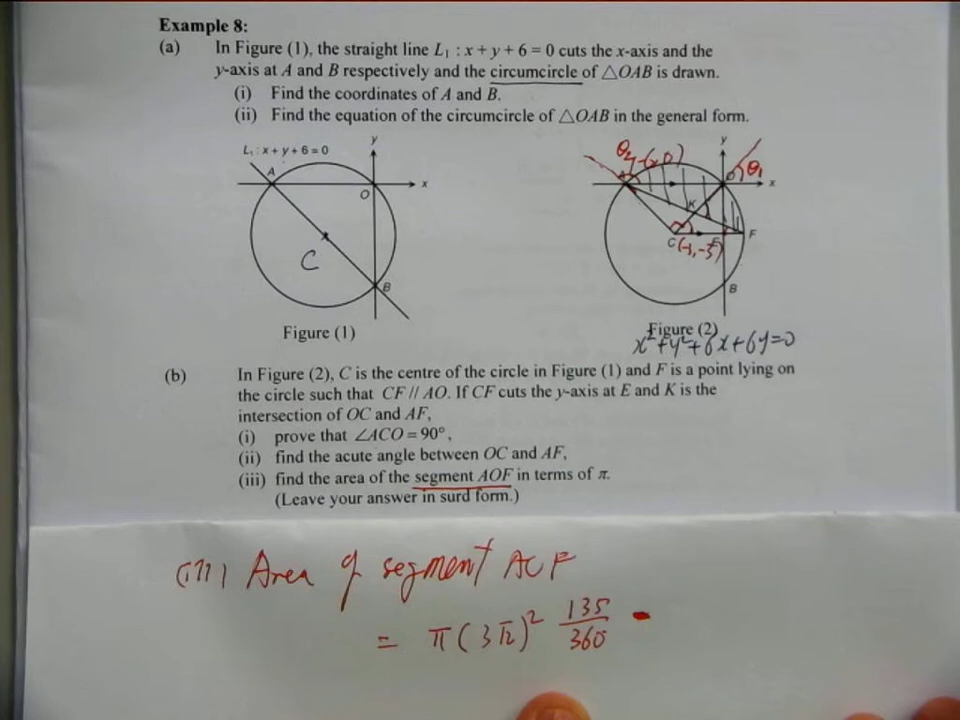 Example 8:
(a) In Figure (1), the straight line L₁ : x + y + 6 = 0 cuts the x-axis and the
y-axis at A and B respectively and the circumcircle of △OAB is drawn.
(i) Find the coordinates of A and B.
(ii) Find the equation of the circumcircle of △OAB in the general form.
L₁: x + y + 6 = 0
y
A
O
x
C
B
Figure (1)
y
θ₂
θ₁
x
K
C
(-3,-3)
E
F
B
Figure (2)
x²+y²+6x+6y=0
(b) In Figure (2), C is the centre of the circle in Figure (1) and F is a point lying on
the circle such that CF // AO. If CF cuts the y-axis at E and K is the
intersection of OC and AF,
(i) prove that ∠ACO = 90°,
(ii) find the acute angle between OC and AF,
(iii) find the area of the segment AOF in terms of π.
(Leave your answer in surd form.)
(iii) Area of segment AOF
= π(3√2)² 135/360 -